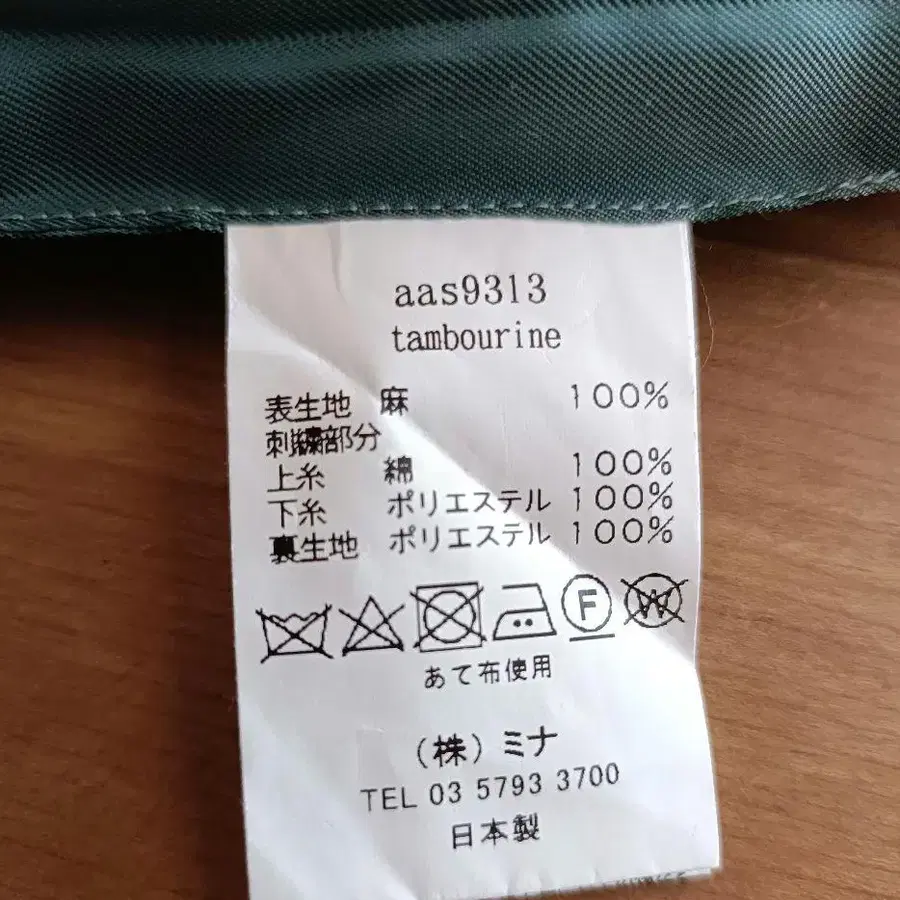 aas9313
tambourine
表生地 麻 100%
刺繍部分
上糸 綿 100%
下糸 ポリエステル 100%
裏生地 ポリエステル 100%
F W
あて布使用
(株)ミナ
TEL 03 5793 3700
日本製